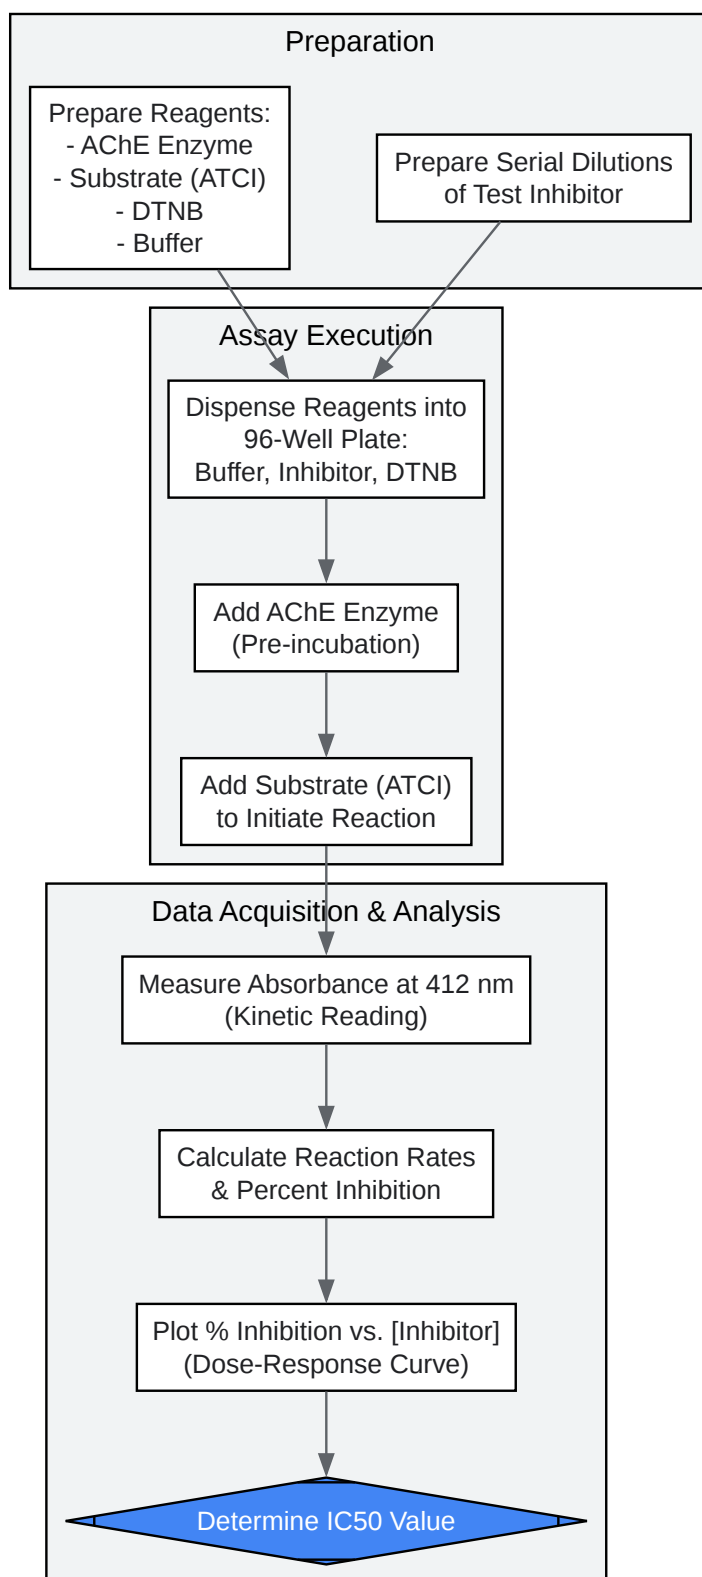 Preparation
Prepare Reagents:
- AChE Enzyme
- Substrate (ATCI)
- DTNB
- Buffer
Prepare Serial Dilutions
of Test Inhibitor
Assay Execution
Dispense Reagents into
96-Well Plate:
Buffer, Inhibitor, DTNB
Add AChE Enzyme
(Pre-incubation)
Add Substrate (ATCI)
to Initiate Reaction
Data Acquisition & Analysis
Measure Absorbance at 412 nm
(Kinetic Reading)
Calculate Reaction Rates
& Percent Inhibition
Plot % Inhibition vs. [Inhibitor]
(Dose-Response Curve)
Determine IC50 Value